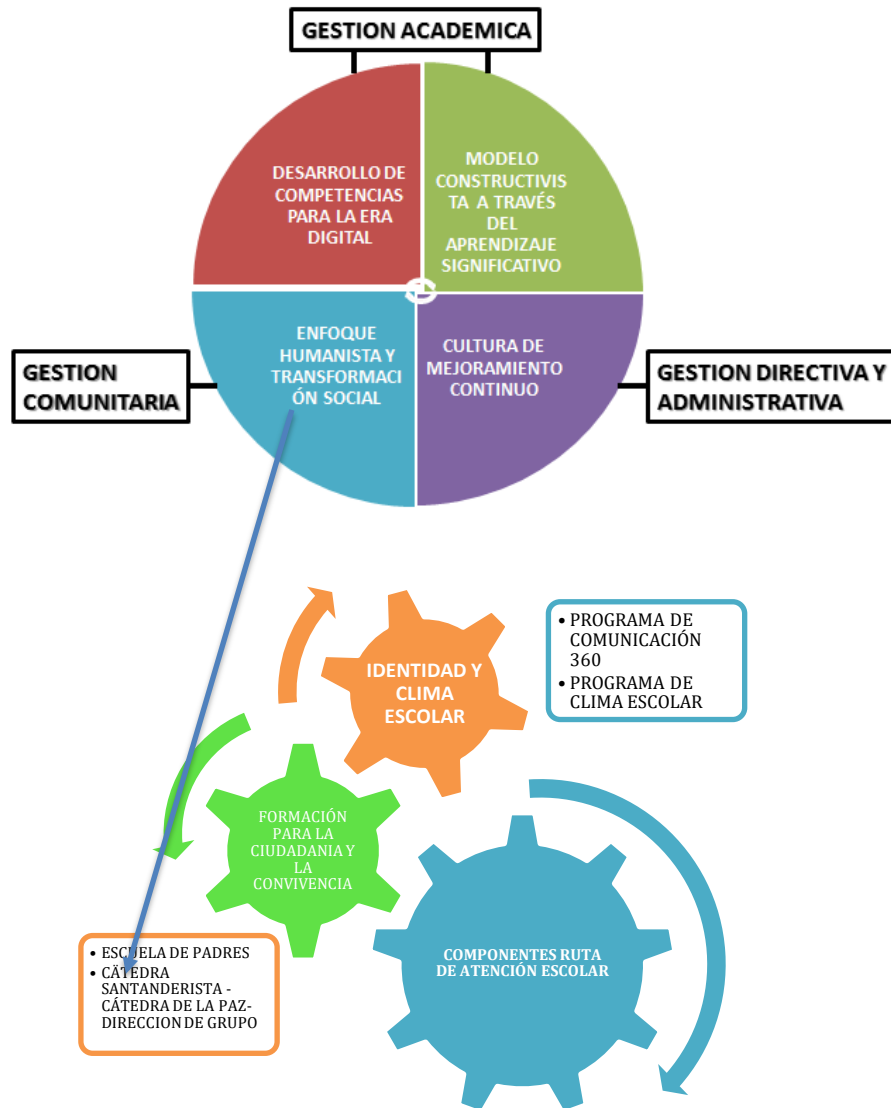 GESTION ACADEMICA
DESARROLLO DE
COMPETENCIAS
PARA LA ERA
DIGITAL
MODELO
CONSTRUCTIVIS
TA A TRAVÉS
DEL
APRENDIZAJE
SIGNIFICATIVO
ENFOQUE
HUMANISTA Y
TRANSFORMACI
ÓN SOCIAL
CULTURA DE
MEJORAMIENTO
CONTINUO
GESTION
COMUNITARIA
GESTION DIRECTIVA Y
ADMINISTRATIVA
IDENTIDAD Y
CLIMA
ESCOLAR
• PROGRAMA DE
COMUNICACIÓN
360
• PROGRAMA DE
CLIMA ESCOLAR
FORMACIÓN
PARA LA
CIUDADANIA Y
LA
CONVIVENCIA
• ESCUELA DE PADRES
• CÄTEDRA
SANTANDERISTA -
CÁTEDRA DE LA PAZ-
DIRECCION DE GRUPO
COMPONENTES RUTA
DE ATENCIÓN ESCOLAR